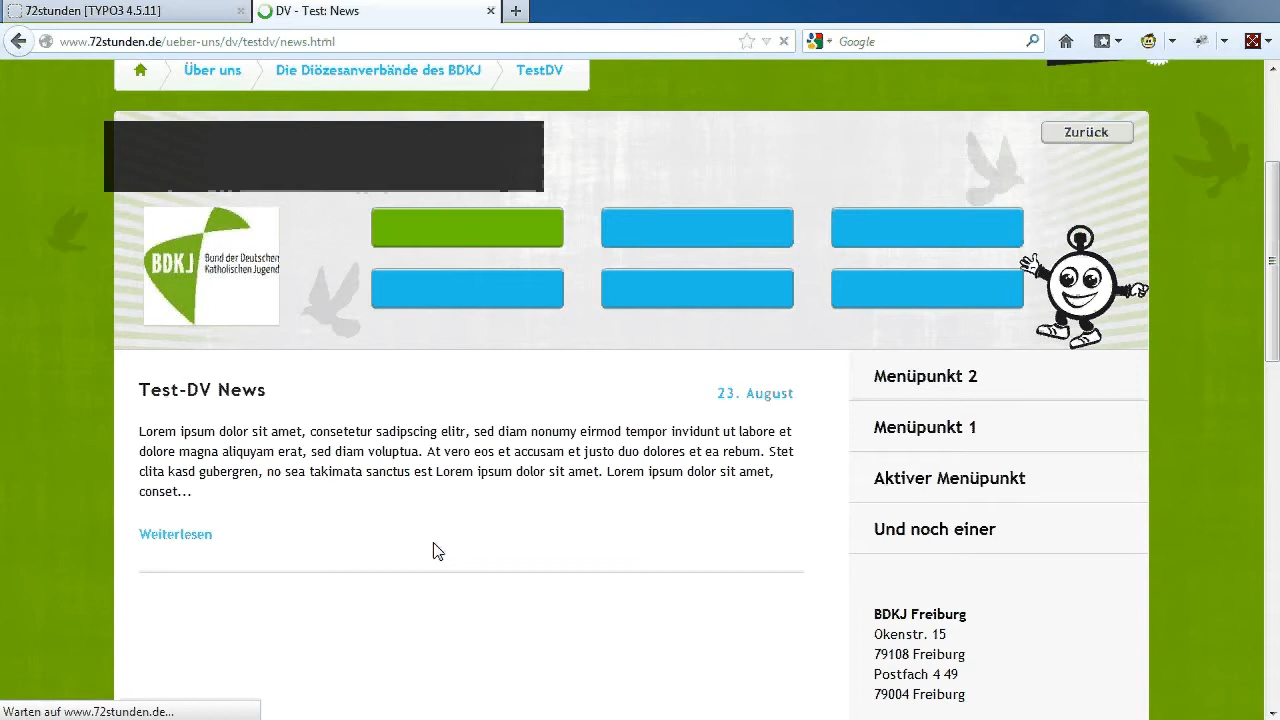 72stunden [TYPO3 4.5.11]
DV - Test: News
www.72stunden.de/ueber-uns/dv/testdv/news.html
Google
Über uns
Die Diözesanverbände des BDKJ
TestDV
Zurück
BDKJ
Bund der Deutschen
Katholischen Jugend
Test-DV News
23. August
Lorem ipsum dolor sit amet, consetetur sadipscing elitr, sed diam nonumy eirmod tempor invidunt ut labore et
dolore magna aliquyam erat, sed diam voluptua. At vero eos et accusam et justo duo dolores et ea rebum. Stet
clita kasd gubergren, no sea takimata sanctus est Lorem ipsum dolor sit amet. Lorem ipsum dolor sit amet,
conset...
Weiterlesen
Menüpunkt 2
Menüpunkt 1
Aktiver Menüpunkt
Und noch einer
BDKJ Freiburg
Okenstr. 15
79108 Freiburg
Postfach 4 49
79004 Freiburg
Warten auf www.72stunden.de...